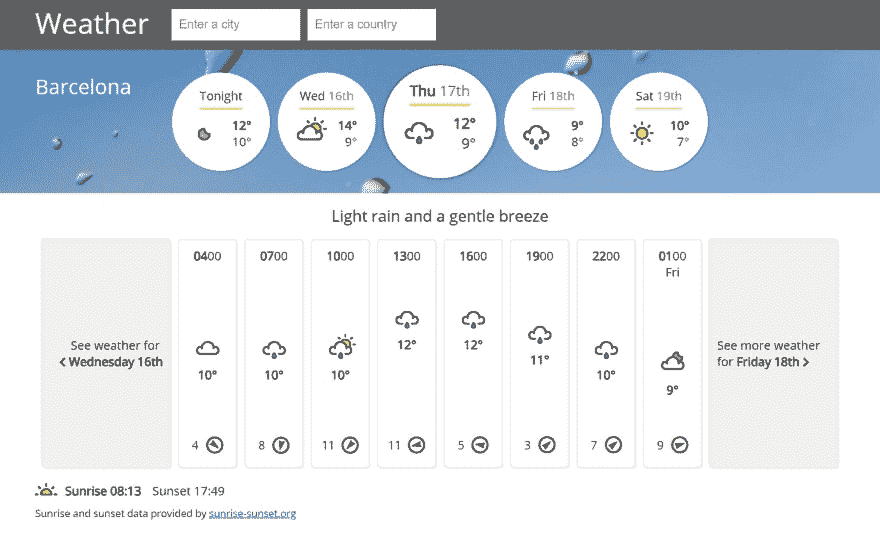 Weather
Enter a city
Enter a country
Barcelona
Tonight
12°
10°
Wed 16th
14°
9°
Thu 17th
12°
9°
Fri 18th
9°
8°
Sat 19th
10°
7°
Light rain and a gentle breeze
See weather for
Wednesday 16th
0400
10°
4
0700
10°
8
1000
10°
11
1300
12°
11
1600
12°
5
1900
11°
3
2200
10°
7
0100
Fri
9°
9
See more weather
for Friday 18th
Sunrise 08:13 Sunset 17:49
Sunrise and sunset data provided by sunrise-sunset.org